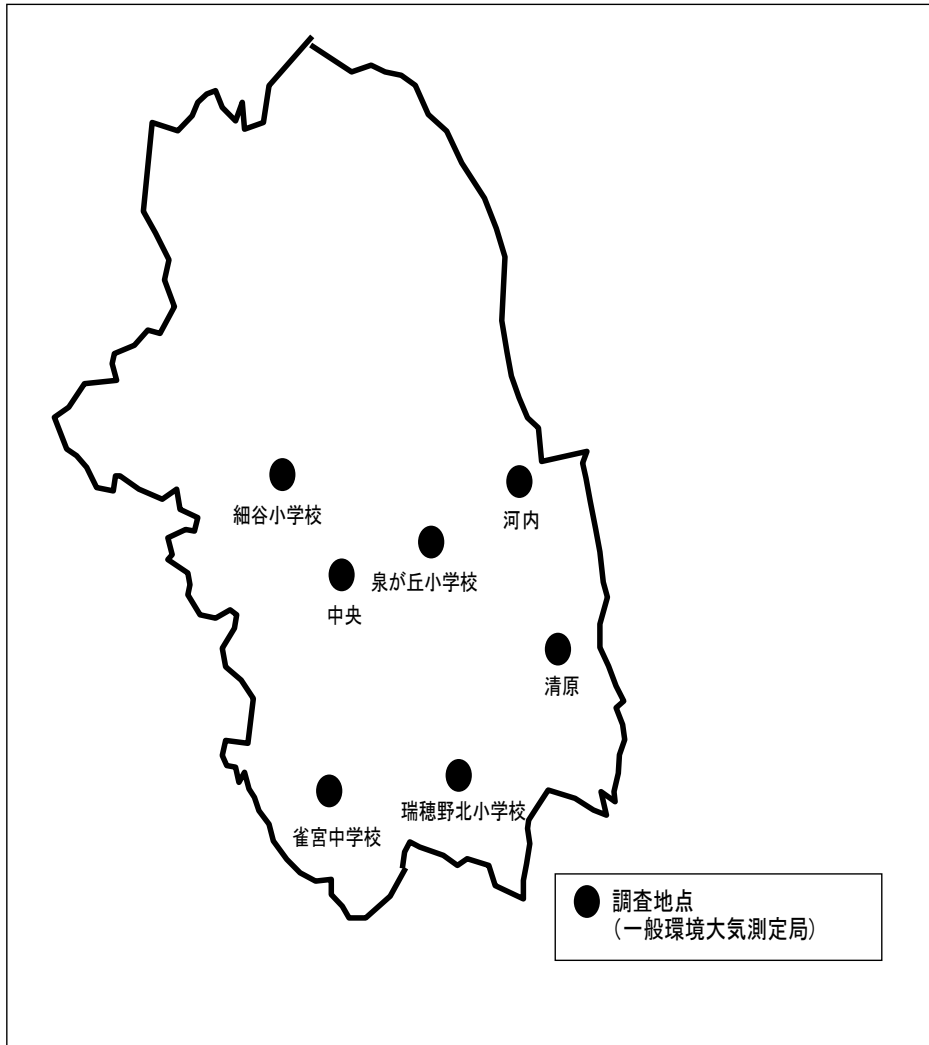 細谷小学校
河内
泉が丘小学校
中央
清原
瑞穂野北小学校
雀宮中学校
調査地点
（一般環境大気測定局）